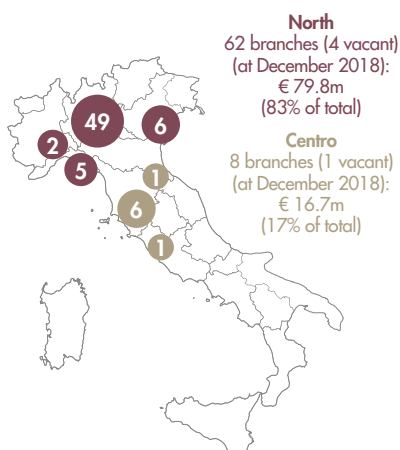 North
62 branches (4 vacant)
(at December 2018):
€ 79.8m
(83% of total)
Centro
8 branches (1 vacant)
(at December 2018):
€ 16.7m
(17% of total)
49
6
2
5
1
6
1